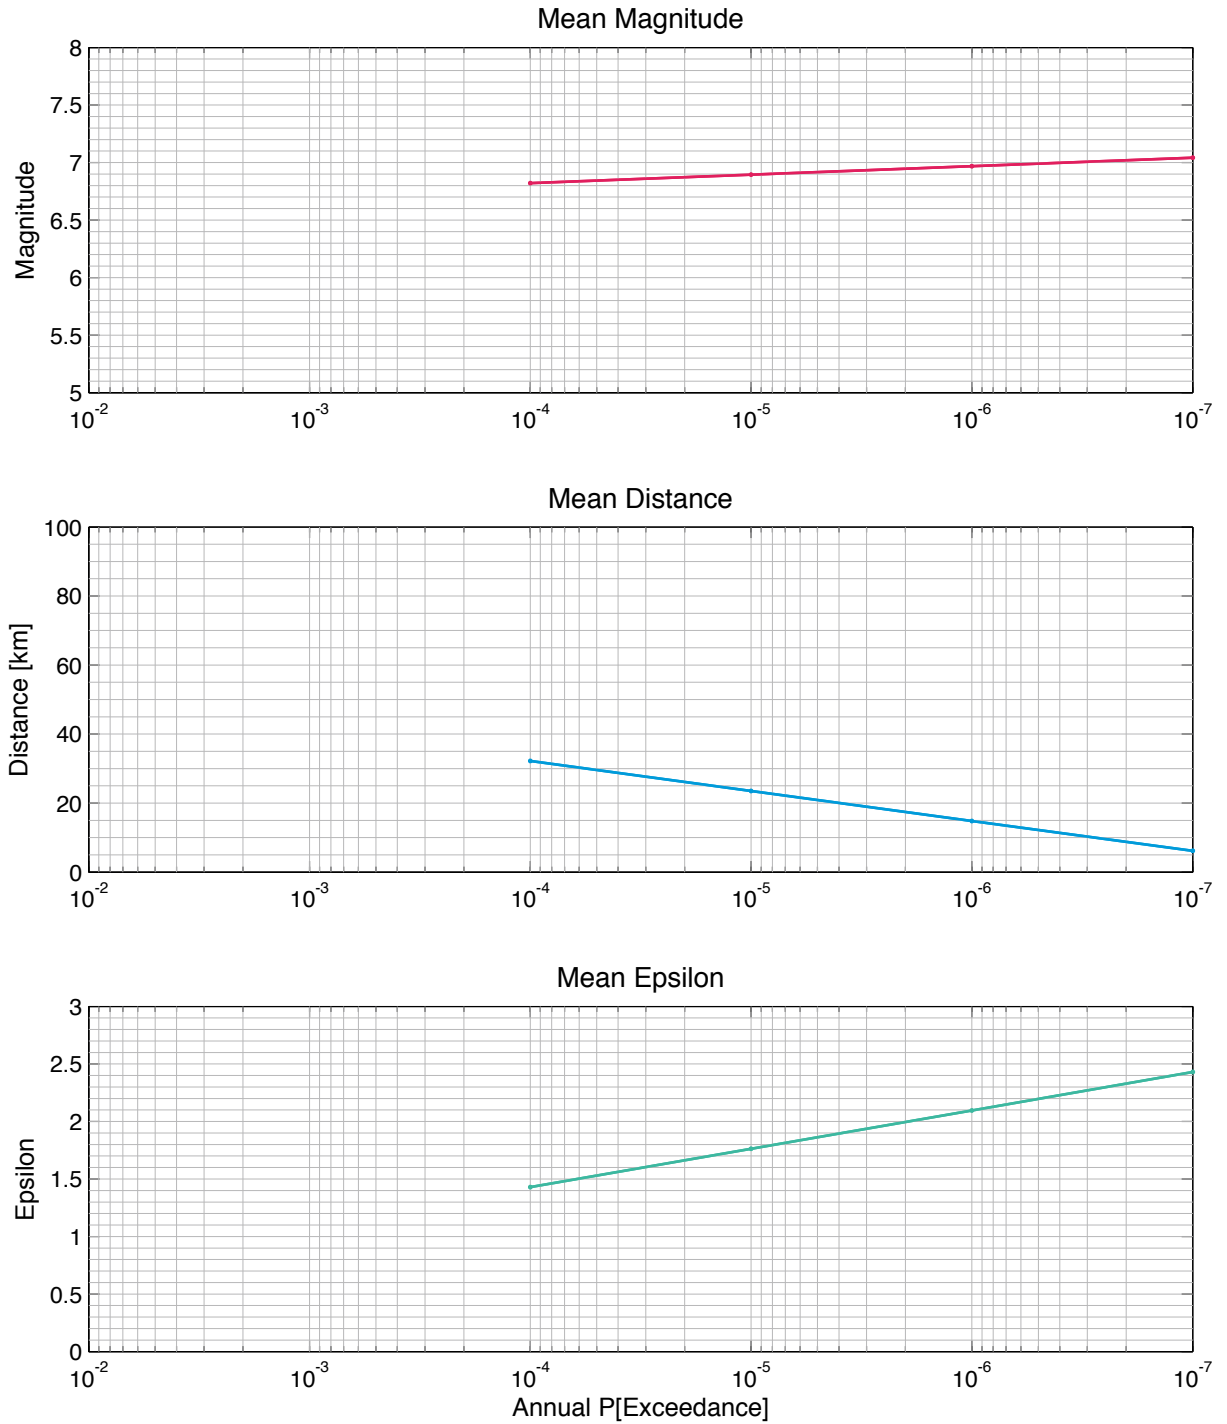 Mean Magnitude
8
7.5
7
6.5
6
5.5
5
Magnitude
10^-2 10^-3 10^-4 10^-5 10^-6 10^-7
Mean Distance
100
80
60
40
20
0
Distance [km]
10^-2 10^-3 10^-4 10^-5 10^-6 10^-7
Mean Epsilon
3
2.5
2
1.5
1
0.5
0
Epsilon
10^-2 10^-3 10^-4 10^-5 10^-6 10^-7
Annual P[Exceedance]